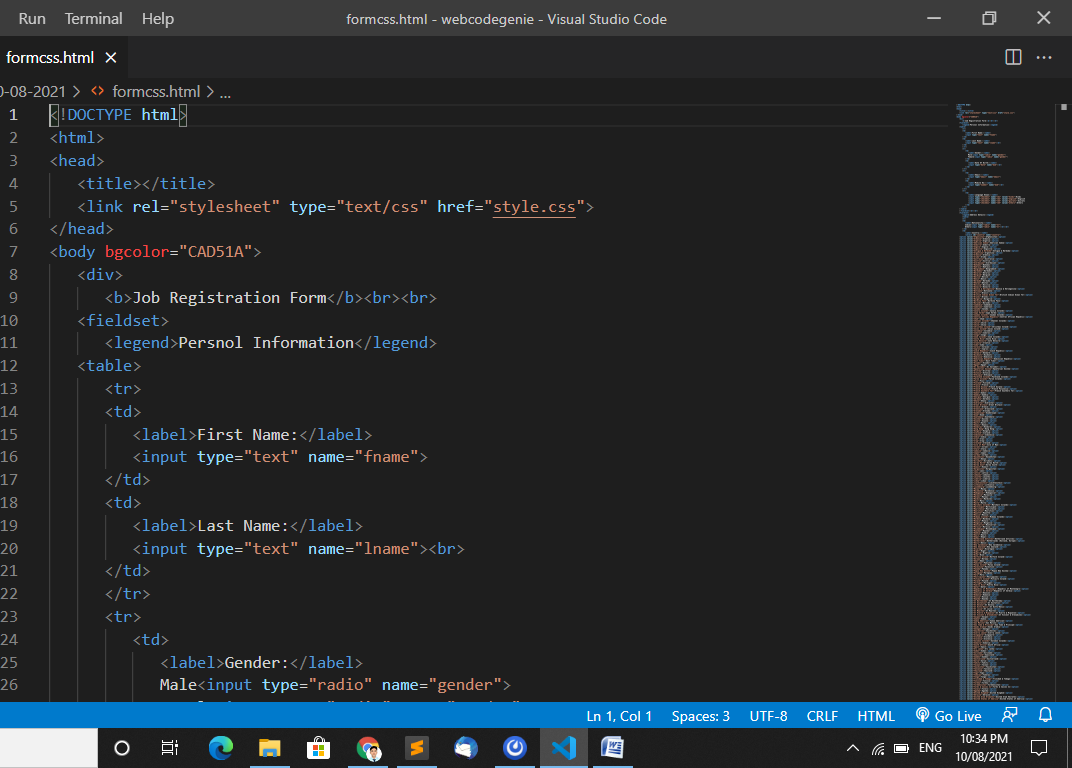 Run Terminal Help formcss.html - webcodegenie - Visual Studio Code
formcss.html
0-08-2021 > <> formcss.html > ...
1 <!DOCTYPE html>
2 <html>
3 <head>
4 <title></title>
5 <link rel="stylesheet" type="text/css" href="style.css">
6 </head>
7 <body bgcolor="CAD51A">
8 <div>
9 <b>Job Registration Form</b><br><br>
10 <fieldset>
11 <legend>Persnol Information</legend>
12 <table>
13 <tr>
14 <td>
15 <label>First Name:</label>
16 <input type="text" name="fname">
17 </td>
18 <td>
19 <label>Last Name:</label>
20 <input type="text" name="lname"><br>
21 </td>
22 </tr>
23 <tr>
24 <td>
25 <label>Gender:</label>
26 Male<input type="radio" name="gender">
Ln 1, Col 1 Spaces: 3 UTF-8 CRLF HTML Go Live
ENG 10:34 PM
10/08/2021